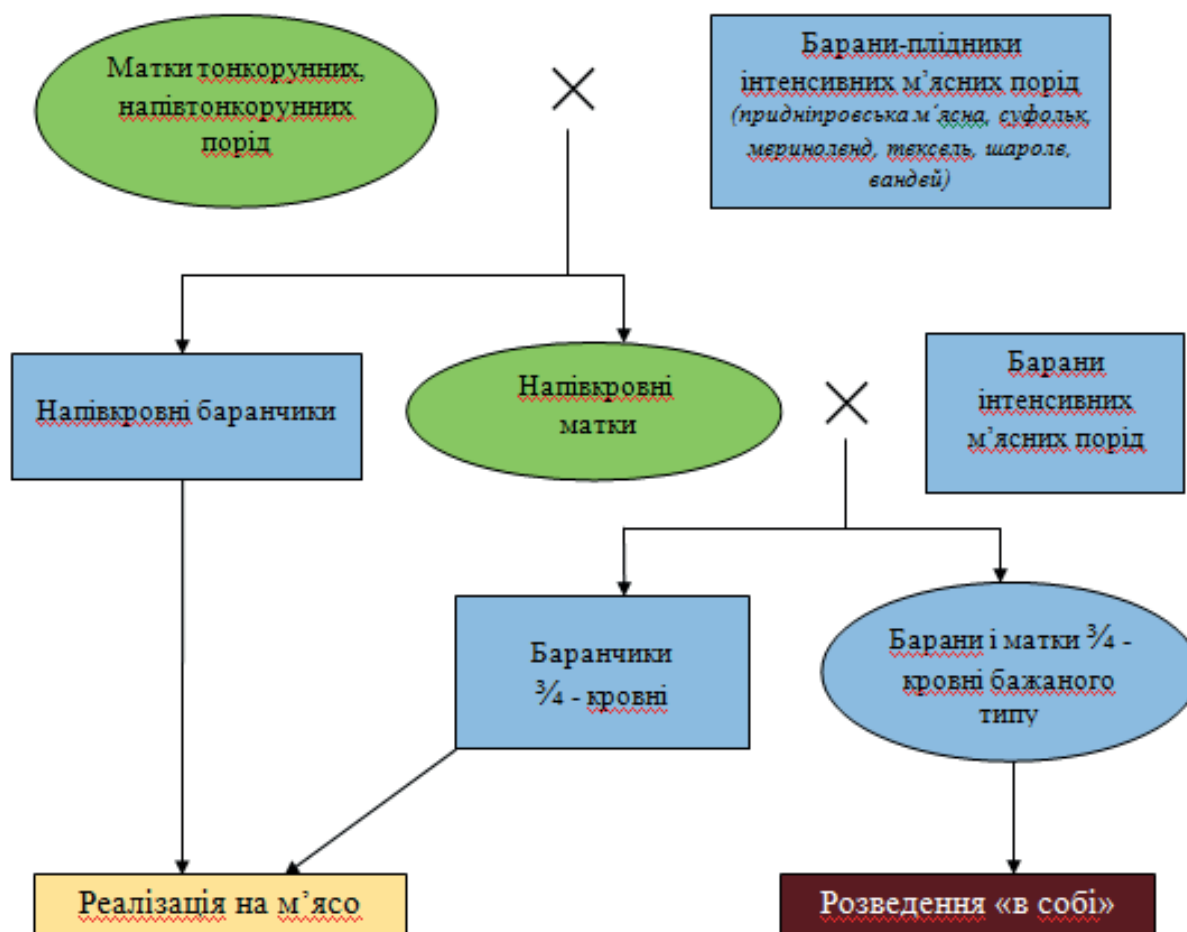 Матки тонкорунних,
напівтонкорунних
порід
Барани-плідники
інтенсивних м’ясних порід
(придніпровська м´ясна, суфольк,
меринолєнд, тексель, шароле,
вандей)
Напівкровні баранчики
Напівкровні
матки
Барани
інтенсивних
м’ясних порід
Баранчики
¾ - кровні
Барани і матки ¾ -
кровні бажаного
типу
Реалізація на м’ясо
Розведення «в собі»